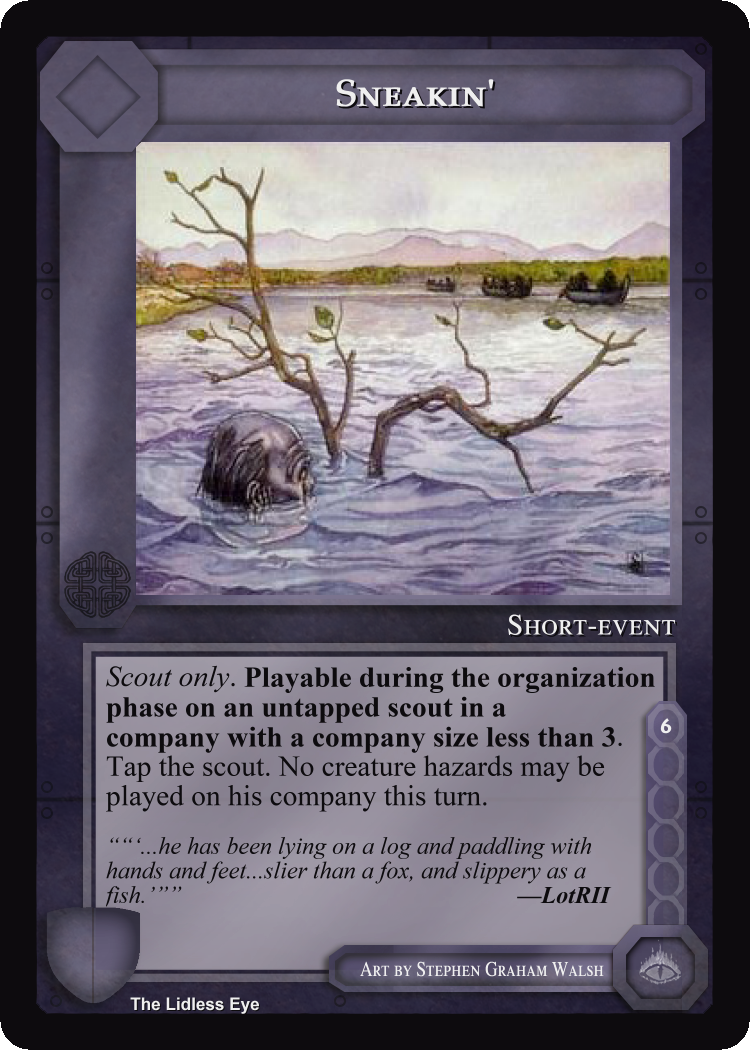 Sneakin'
Short-event
Scout only. Playable during the organization
phase on an untapped scout in a
company with a company size less than 3.
Tap the scout. No creature hazards may be
played on his company this turn.
6
““‘...he has been lying on a log and paddling with
hands and feet...slier than a fox, and slippery as a
fish.’””
—LotRII
Art by Stephen Graham Walsh
The Lidless Eye